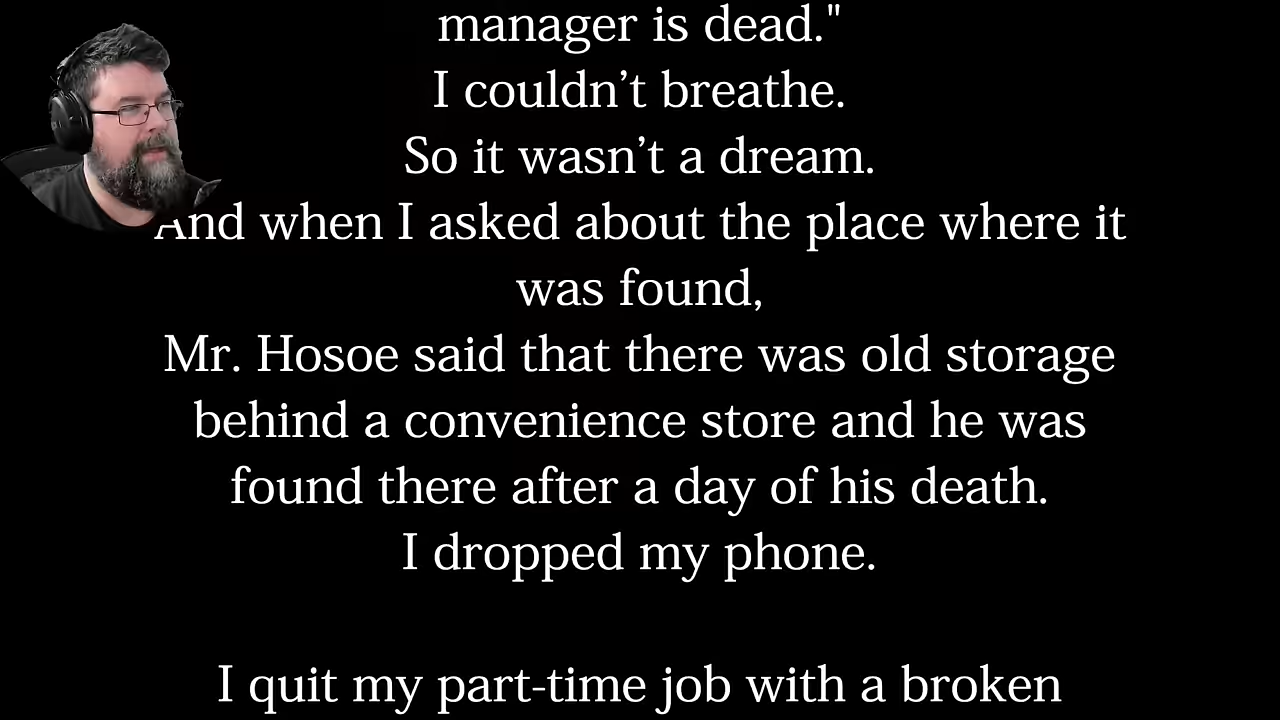 manager is dead."
I couldn’t breathe.
So it wasn’t a dream.
And when I asked about the place where it
was found,
Mr. Hosoe said that there was old storage
behind a convenience store and he was
found there after a day of his death.
I dropped my phone.
I quit my part-time job with a broken